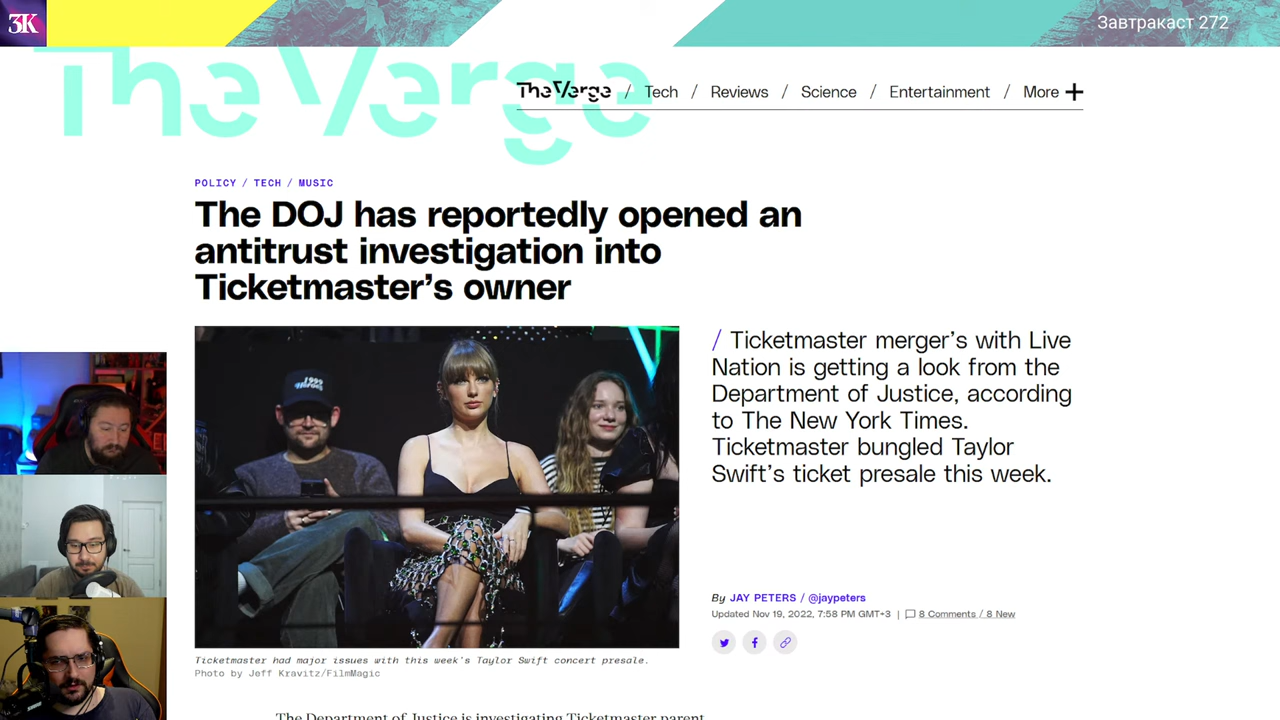 3K
Завтракаст 272
The Verge
The Verge / Tech / Reviews / Science / Entertainment / More +
POLICY / TECH / MUSIC
The DOJ has reportedly opened an
antitrust investigation into
Ticketmaster’s owner
/ Ticketmaster merger’s with Live
Nation is getting a look from the
Department of Justice, according
to The New York Times.
Ticketmaster bungled Taylor
Swift’s ticket presale this week.
1999
By JAY PETERS / @jaypeters
Updated Nov 19, 2022, 7:58 PM GMT+3 | 8 Comments / 8 New
Ticketmaster had major issues with this week’s Taylor Swift concert presale.
Photo by Jeff Kravitz/FilmMagic
The Department of Justice is investigating Ticketmaster parent